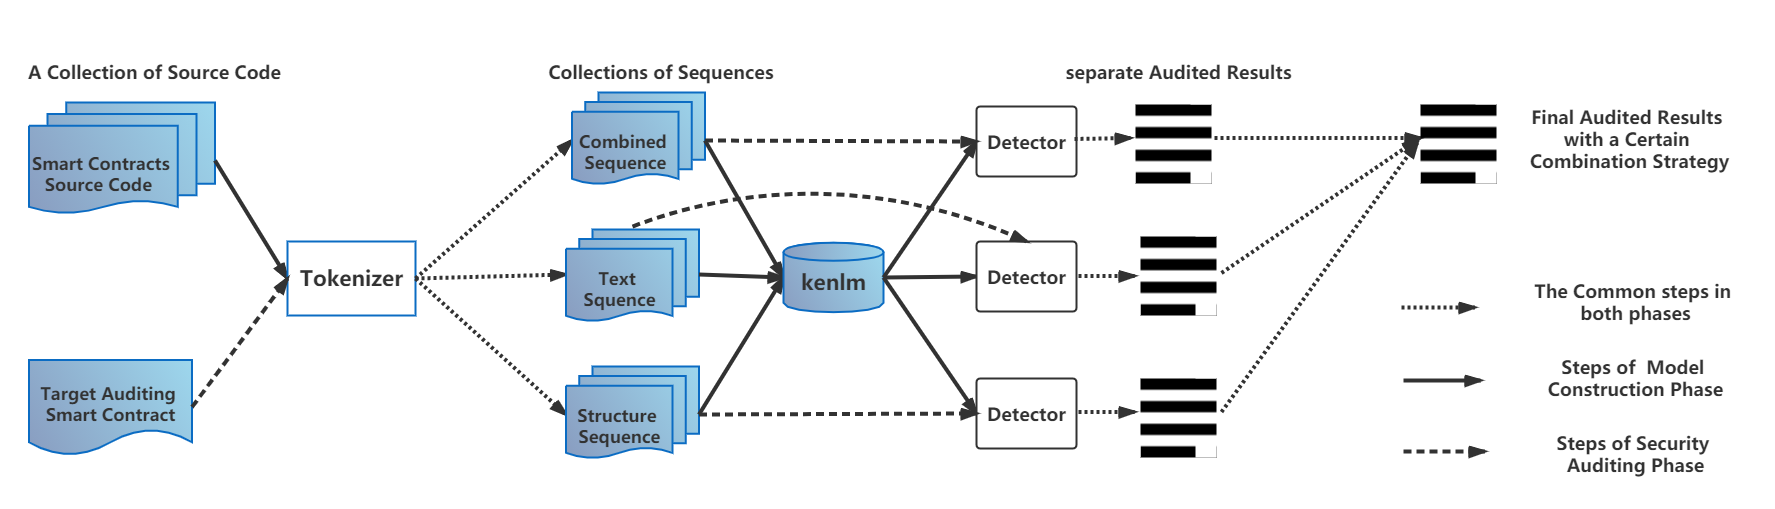 A Collection of Source Code
Collections of Sequences
separate Audited Results
Smart Contracts
Source Code
Combined
Sequence
Detector
Final Audited Results
with a Certain
Combination Strategy
Tokenizer
Text
Squence
kenlm
Detector
The Common steps in
both phases
Target Auditing
Smart Contract
Structure
Sequence
Detector
Steps of Model
Construction Phase
Steps of Security
Auditing Phase